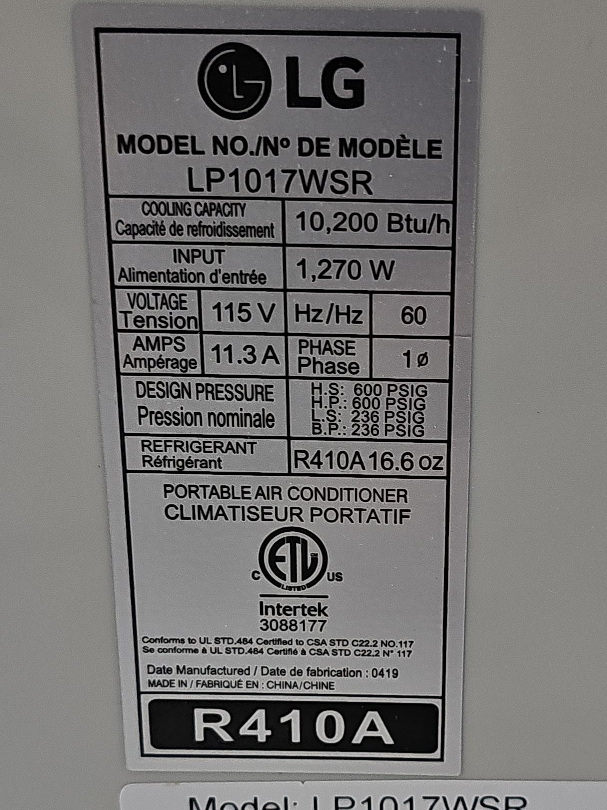 LG
MODEL NO./Nº DE MODÈLE
LP1017WSR
COOLING CAPACITY
Capacité de refroidissement
10,200 Btu/h
INPUT
Alimentation d'entrée
1,270 W
VOLTAGE
Tension
115 V
Hz/Hz
60
AMPS
Ampérage
11.3 A
PHASE
Phase
1ø
DESIGN PRESSURE
Pression nominale
H.S: 600 PSIG
H.P.: 600 PSIG
L.S: 236 PSIG
B.P.: 236 PSIG
REFRIGERANT
Réfrigérant
R410A 16.6 oz
PORTABLE AIR CONDITIONER
CLIMATISEUR PORTATIF
C ETL US
LISTED
Intertek
3088177
Conforms to UL STD.484 Certified to CSA STD C22.2 NO.117
Se conforme à UL STD.484 Certifié à CSA STD C22.2 N° 117
Date Manufactured / Date de fabrication : 0419
MADE IN / FABRIQUÉ EN : CHINA/CHINE
R410A
Model: LP1017WSR